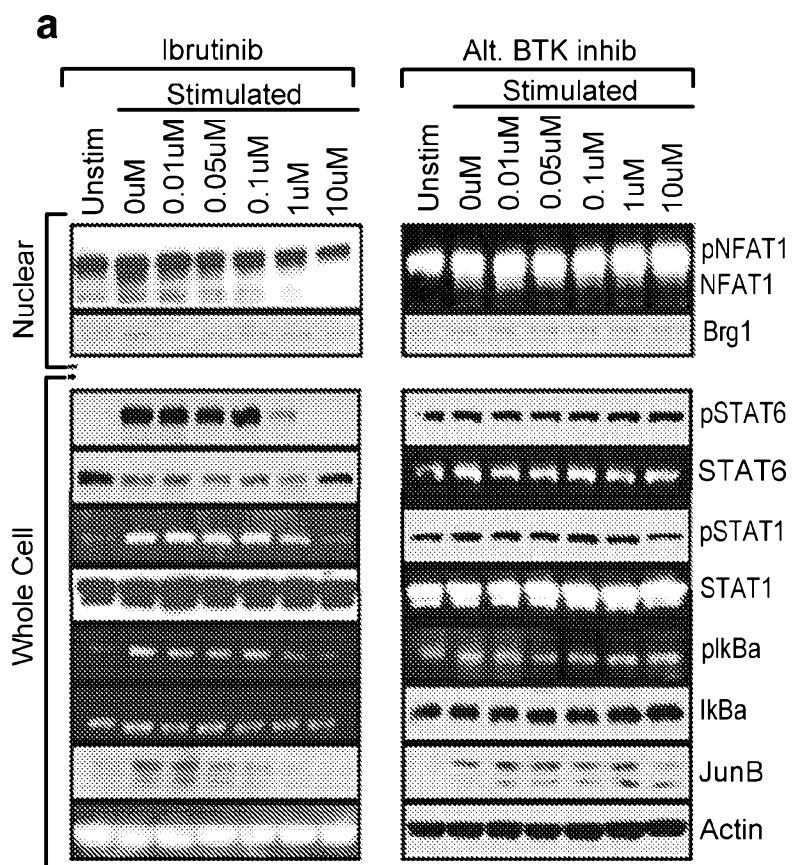 a
Ibrutinib
Alt. BTK inhib
Stimulated
Stimulated
Unstim 0uM 0.01uM 0.05uM 0.1uM 1uM 10uM
Unstim 0uM 0.01uM 0.05uM 0.1uM 1uM 10uM
Nuclear
pNFAT1
NFAT1
Brg1
Whole Cell
pSTAT6
STAT6
pSTAT1
STAT1
pIkBa
IkBa
JunB
Actin